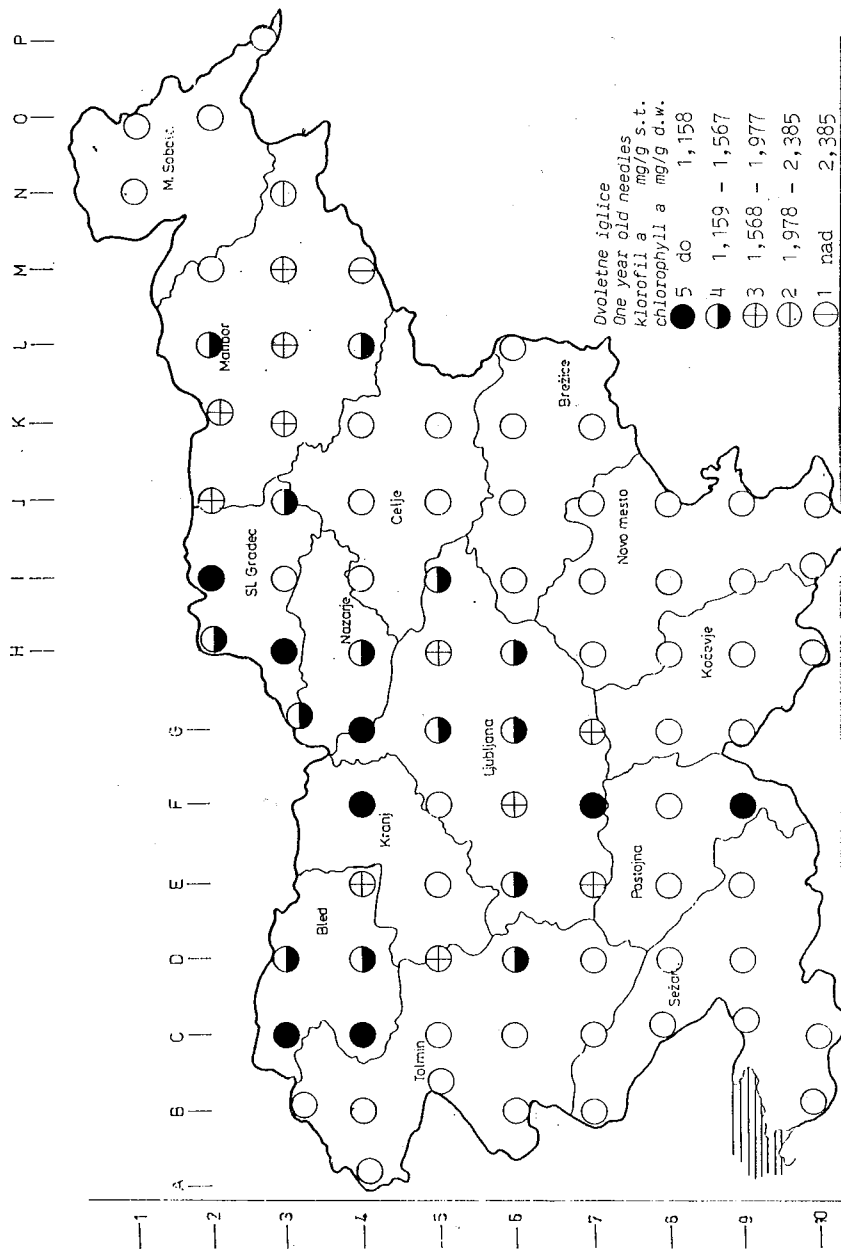 A B C D E F G H I J K L M N O P
1
2
3
4
5
6
7
8
9
10
M. Sobota
Maribor
Sl. Gradec
Nazarje
Celje
Bled
Kranj
Ljubljana
Brežice
Novo mesto
Tolmin
Postojna
Kočevje
Sežana
Dvoletne iglice
One year old needles
klorofil a mg/g s.t.
chlorophyll a mg/g d.w.
5 do 1,158
4 1,159 - 1,567
3 1,568 - 1,977
2 1,978 - 2,385
1 nad 2,385